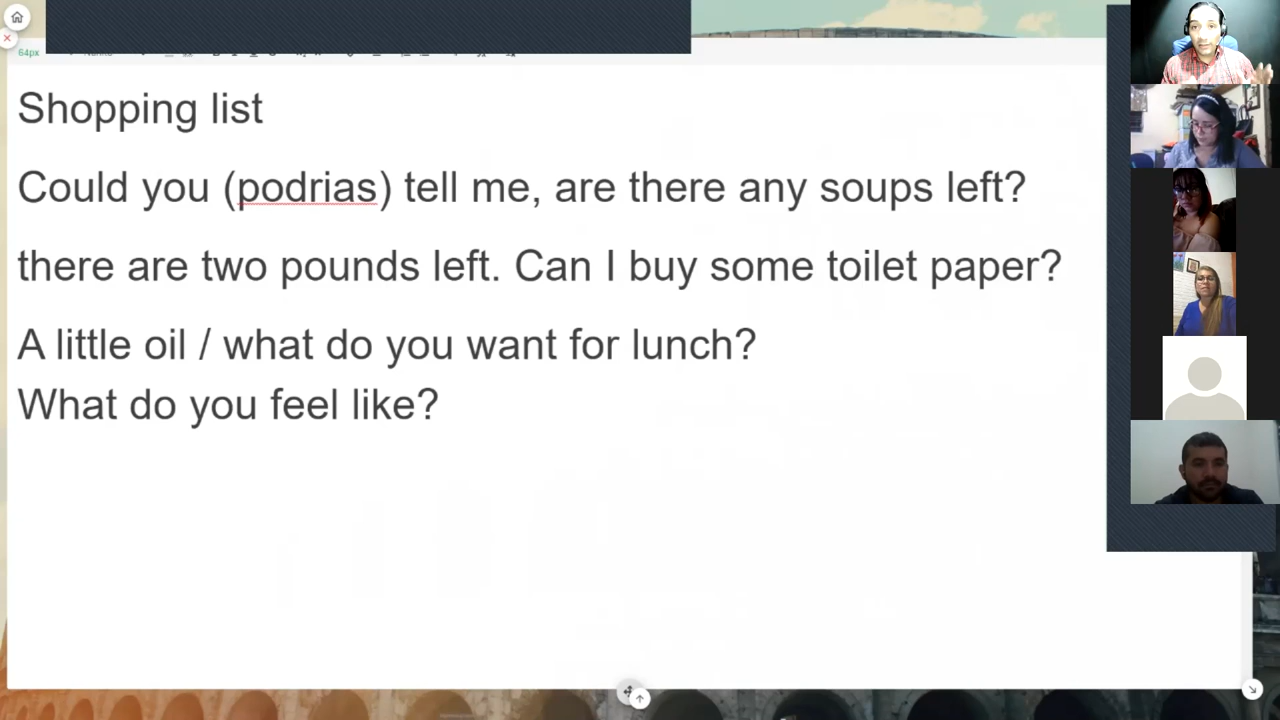 64px
Shopping list
Could you (podrias) tell me, are there any soups left?
there are two pounds left. Can I buy some toilet paper?
A little oil / what do you want for lunch?
What do you feel like?